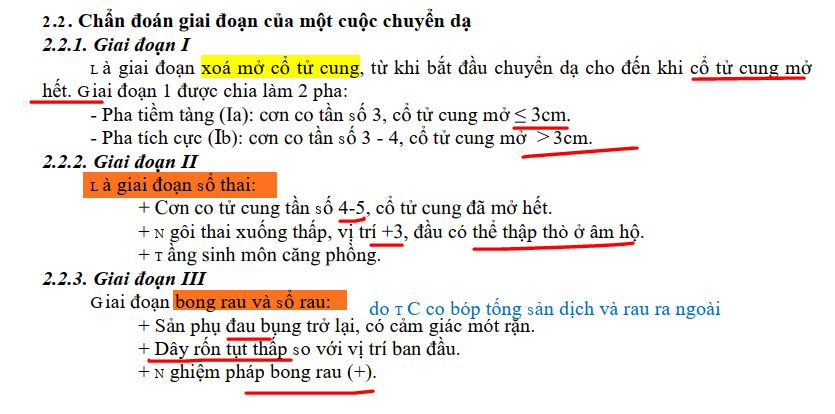 2.2. Chẩn đoán giai đoạn của một cuộc chuyển dạ
2.2.1. Giai đoạn I
Là giai đoạn xoá mở cổ tử cung, từ khi bắt đầu chuyển dạ cho đến khi cổ tử cung mở
hết. Giai đoạn 1 được chia làm 2 pha:
- Pha tiềm tàng (Ia): cơn co tần số 3, cổ tử cung mở ≤ 3cm.
- Pha tích cực (Ib): cơn co tần số 3 - 4, cổ tử cung mở > 3cm.
2.2.2. Giai đoạn II
Là giai đoạn sổ thai:
+ Cơn co tử cung tần số 4-5, cổ tử cung đã mở hết.
+ Ngôi thai xuống thấp, vị trí +3, đầu có thể thập thò ở âm hộ.
+ Tầng sinh môn căng phồng.
2.2.3. Giai đoạn III
Giai đoạn bong rau và sổ rau: do TC co bóp tống sản dịch và rau ra ngoài
+ Sản phụ đau bụng trở lại, có cảm giác mót rặn.
+ Dây rốn tụt thấp so với vị trí ban đầu.
+ Nghiệm pháp bong rau (+).